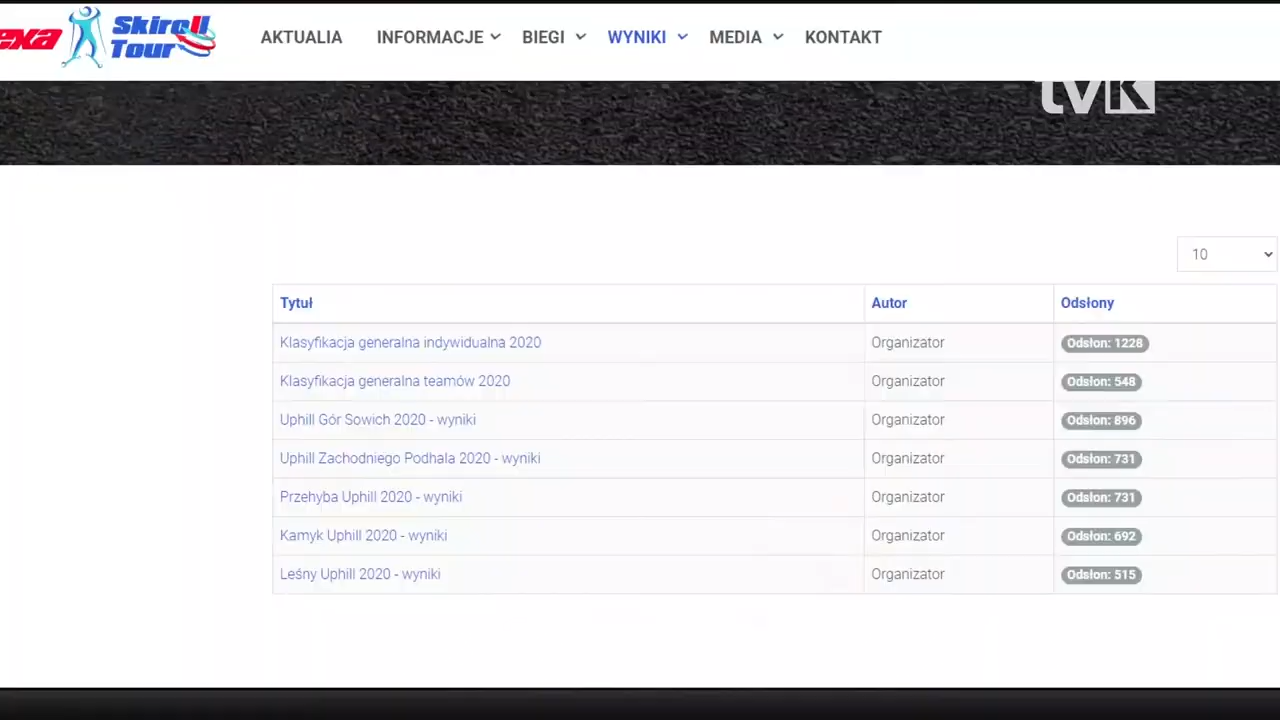 exa Skiroll Tour
AKTUALIA INFORMACJE BIEGI WYNIKI MEDIA KONTAKT
tvK
10
Tytuł Autor Odsłony
Klasyfikacja generalna indywidualna 2020 Organizator Odsłon: 1228
Klasyfikacja generalna teamów 2020 Organizator Odsłon: 548
Uphill Gór Sowich 2020 - wyniki Organizator Odsłon: 896
Uphill Zachodniego Podhala 2020 - wyniki Organizator Odsłon: 731
Przehyba Uphill 2020 - wyniki Organizator Odsłon: 731
Kamyk Uphill 2020 - wyniki Organizator Odsłon: 692
Leśny Uphill 2020 - wyniki Organizator Odsłon: 515